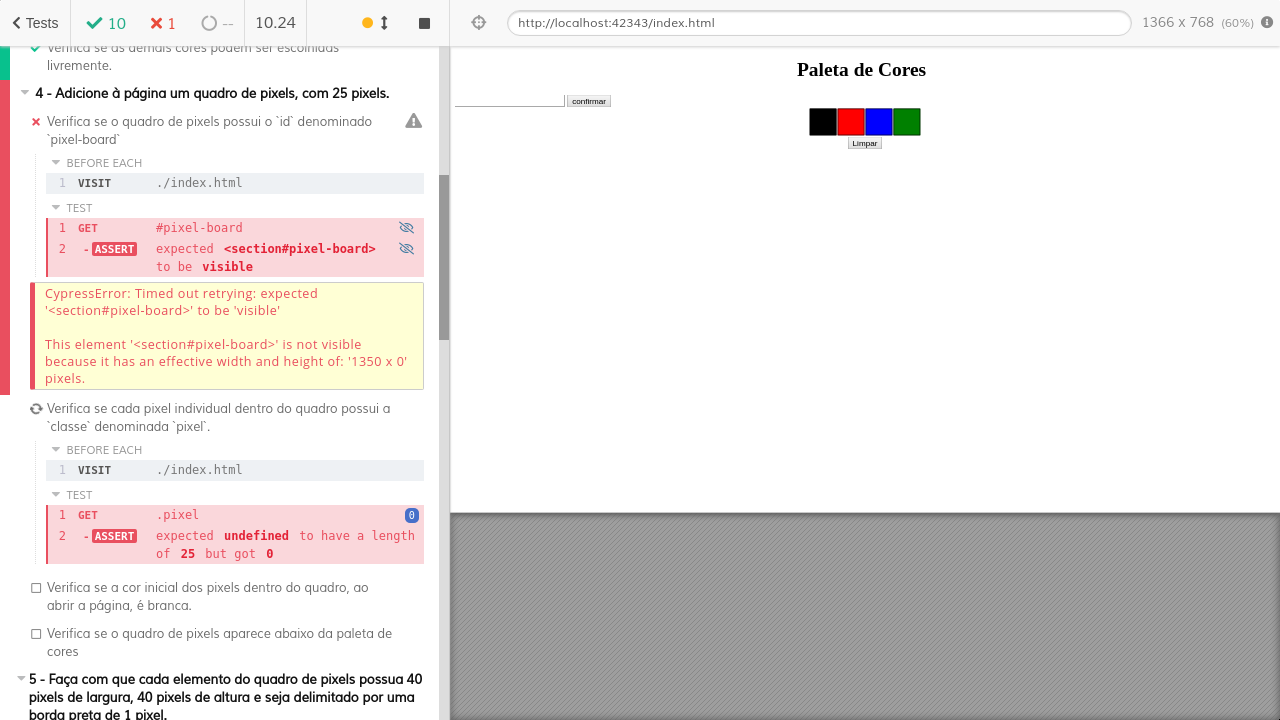 Tests
10
1
--
10.24
http://localhost:42343/index.html
1366 x 768 (60%)
Verifica se as demais cores podem ser escolhidas
livremente.
4 - Adicione à página um quadro de pixels, com 25 pixels.
Verifica se o quadro de pixels possui o `id` denominado
`pixel-board`
BEFORE EACH
1 VISIT ./index.html
TEST
1 GET #pixel-board
2 - ASSERT expected <section#pixel-board>
to be visible
CypressError: Timed out retrying: expected
'<section#pixel-board>' to be 'visible'
This element '<section#pixel-board>' is not visible
because it has an effective width and height of: '1350 x 0'
pixels.
Verifica se cada pixel individual dentro do quadro possui a
`classe` denominada `pixel`.
BEFORE EACH
1 VISIT ./index.html
TEST
1 GET .pixel 0
2 - ASSERT expected undefined to have a length
of 25 but got 0
Verifica se a cor inicial dos pixels dentro do quadro, ao
abrir a página, é branca.
Verifica se o quadro de pixels aparece abaixo da paleta de
cores
5 - Faça com que cada elemento do quadro de pixels possua 40
pixels de largura, 40 pixels de altura e seja delimitado por uma
borda preta de 1 pixel.
Paleta de Cores
confirmar
Limpar